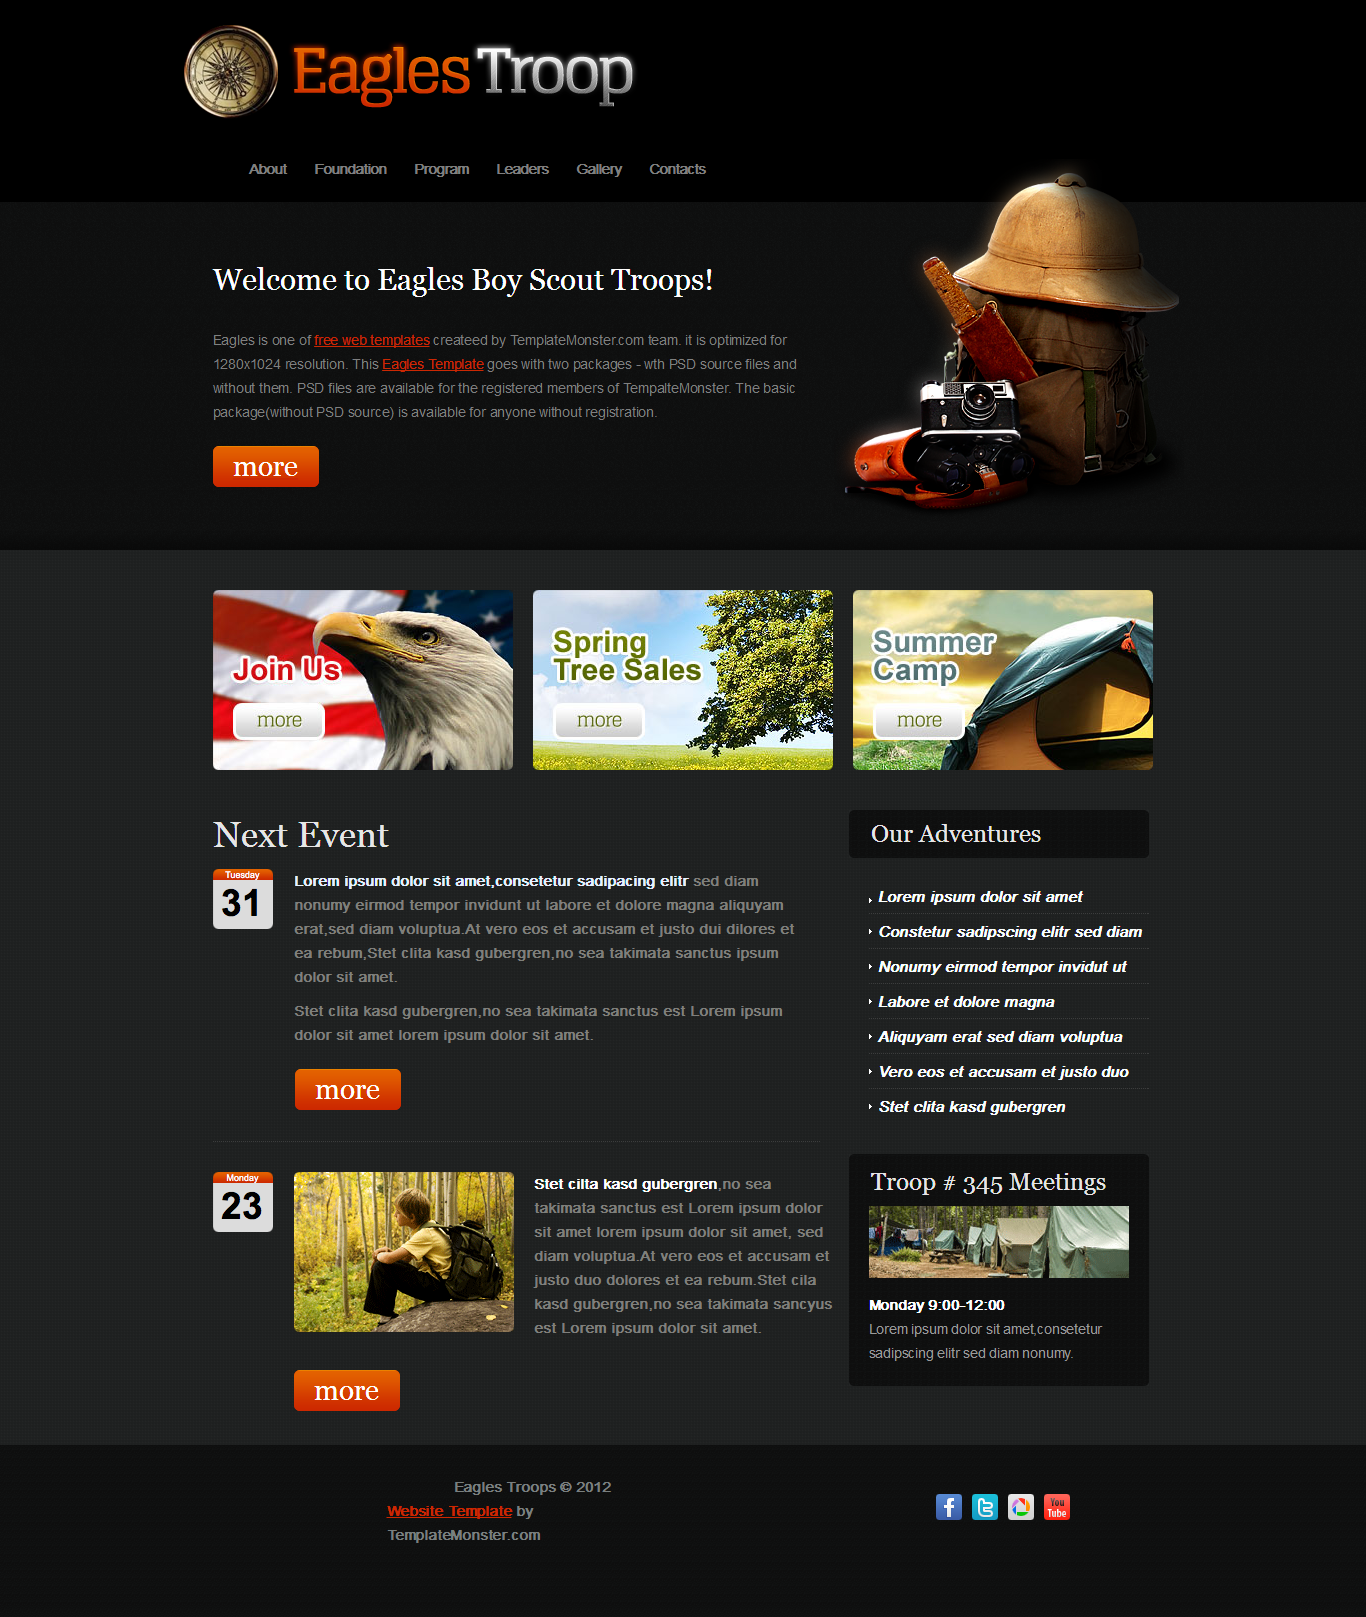 Eagles Troop
About Foundation Program Leaders Gallery Contacts
Welcome to Eagles Boy Scout Troops!
Eagles is one of free web templates createed by TemplateMonster.com team. it is optimized for
1280x1024 resolution. This Eagles Template goes with two packages - wth PSD source files and
without them. PSD files are available for the registered members of TempalteMonster. The basic
package(without PSD source) is available for anyone without registration.
more
Join Us
more
Spring
Tree Sales
more
Summer
Camp
more
Next Event
Tuesday
31
Lorem ipsum dolor sit amet,consetetur sadipacing elitr sed diam
nonumy eirmod tempor invidunt ut labore et dolore magna aliquyam
erat,sed diam voluptua.At vero eos et accusam et justo dui dilores et
ea rebum,Stet clita kasd gubergren,no sea takimata sanctus ipsum
dolor sit amet.
Stet clita kasd gubergren,no sea takimata sanctus est Lorem ipsum
dolor sit amet lorem ipsum dolor sit amet.
more
Monday
23
Stet cilta kasd gubergren,no sea
takimata sanctus est Lorem ipsum dolor
sit amet lorem ipsum dolor sit amet, sed
diam voluptua.At vero eos et accusam et
justo duo dolores et ea rebum.Stet cila
kasd gubergren,no sea takimata sancyus
est Lorem ipsum dolor sit amet.
more
Our Adventures
Lorem ipsum dolor sit amet
Constetur sadipscing elitr sed diam
Nonumy eirmod tempor invidut ut
Labore et dolore magna
Aliquyam erat sed diam voluptua
Vero eos et accusam et justo duo
Stet clita kasd gubergren
Troop # 345 Meetings
Monday 9:00-12:00
Lorem ipsum dolor sit amet,consetetur
sadipscing elitr sed diam nonumy.
Eagles Troops © 2012
Website Template by
TemplateMonster.com
You
Tube